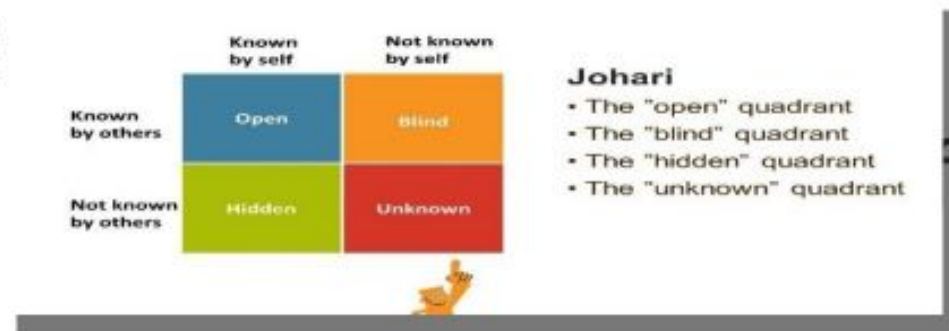 Known
by self
Not known
by self
Known
by others
Open
Blind
Not known
by others
Hidden
Unknown
Johari
• The "open" quadrant
• The "blind" quadrant
• The "hidden" quadrant
• The "unknown" quadrant